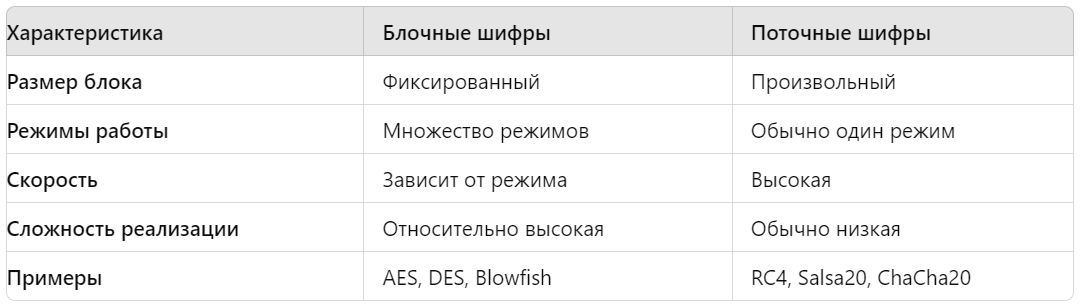 Характеристика Блочные шифры Поточные шифры
Размер блока Фиксированный Произвольный
Режимы работы Множество режимов Обычно один режим
Скорость Зависит от режима Высокая
Сложность реализации Относительно высокая Обычно низкая
Примеры AES, DES, Blowfish RC4, Salsa20, ChaCha20